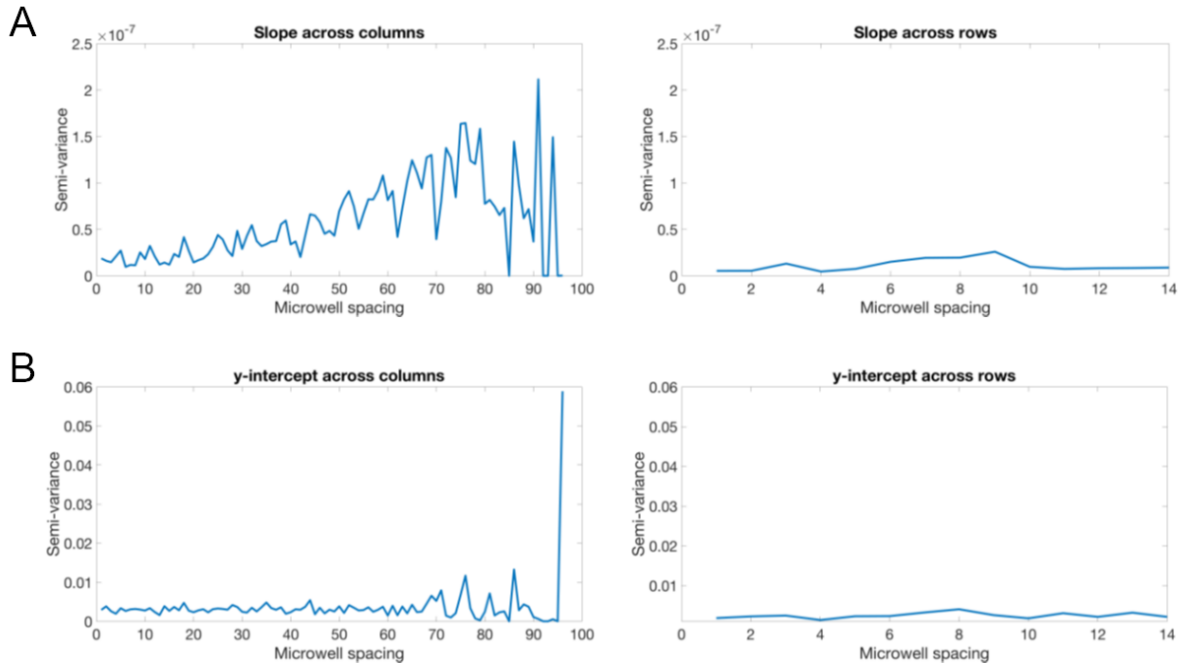 A
Slope across columns
×10⁻⁷
2.5
2
1.5
1
0.5
0
Semi-variance
0 10 20 30 40 50 60 70 80 90 100
Microwell spacing
Slope across rows
×10⁻⁷
2.5
2
1.5
1
0.5
0
Semi-variance
0 2 4 6 8 10 12 14
Microwell spacing
B
y-intercept across columns
0.06
0.05
0.04
0.03
0.02
0.01
0
Semi-variance
0 10 20 30 40 50 60 70 80 90 100
Microwell spacing
y-intercept across rows
0.06
0.05
0.04
0.03
0.02
0.01
Semi-variance
0 2 4 6 8 10 12 14
Microwell spacing